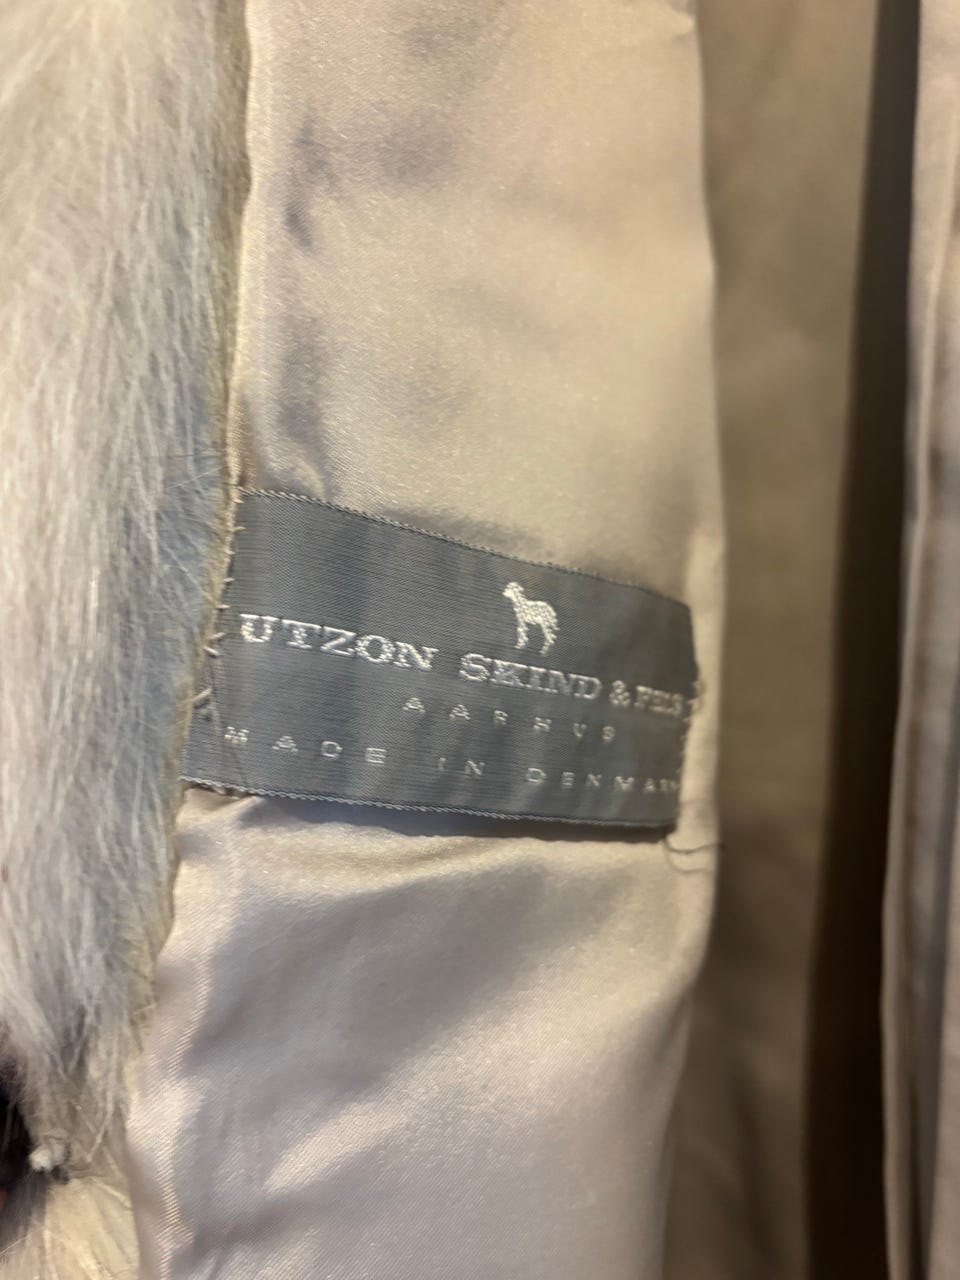 UTZON SKIND & PELS
AARHUS
MADE IN DENMARK